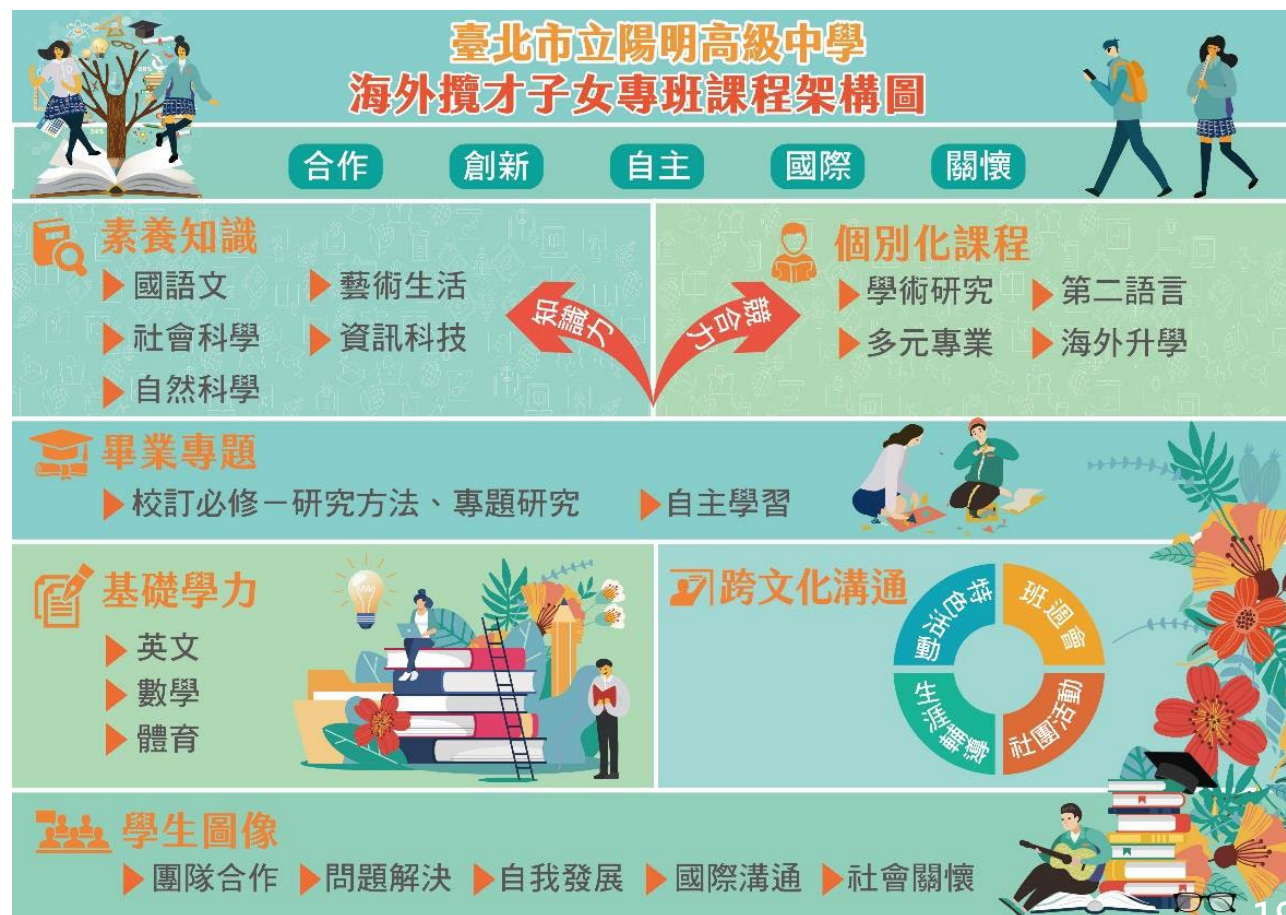 臺北市立陽明高級中學
海外攬才子女專班課程架構圖
合作 創新 自主 國際 關懷
素養知識
▶國語文 ▶藝術生活
▶社會科學 ▶資訊科技
▶自然科學
知識力
競合力
個別化課程
▶學術研究 ▶第二語言
▶多元專業 ▶海外升學
畢業專題
▶校訂必修－研究方法、專題研究 ▶自主學習
基礎學力
▶英文
▶數學
▶體育
跨文化溝通
特色活動
班週會
生涯講
社團活動
學生圖像
▶團隊合作 ▶問題解決 ▶自我發展 ▶國際溝通 ▶社會關懷